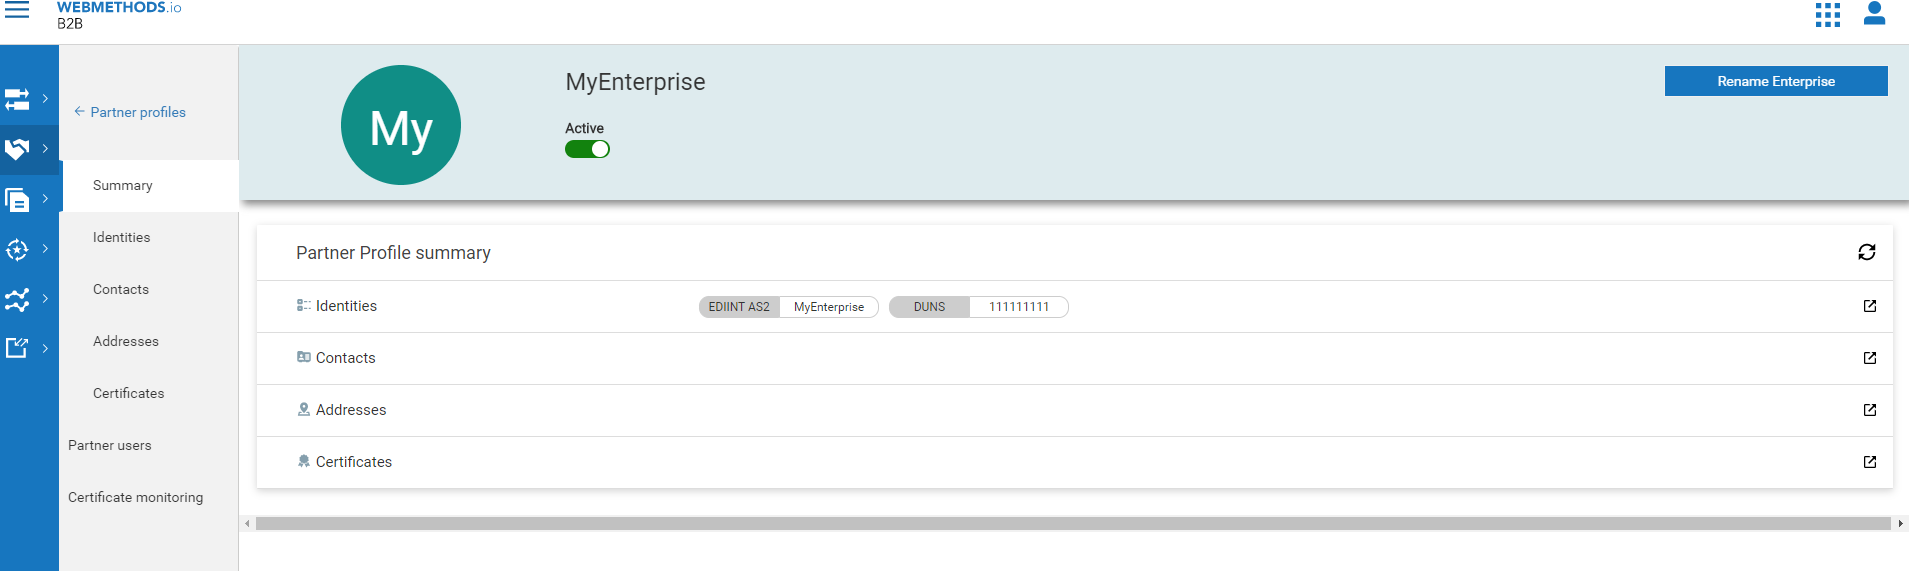 WEBMETHODS.io
B2B
Partner profiles
Summary
Identities
Contacts
Addresses
Certificates
Partner users
Certificate monitoring
My
MyEnterprise
Active
Rename Enterprise
Partner Profile summary
Identities EDIINT AS2 MyEnterprise DUNS 111111111
Contacts
Addresses
Certificates